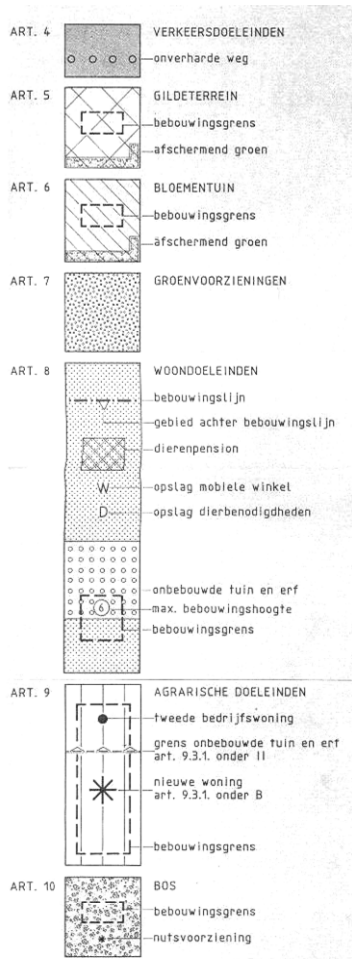 ART. 4 VERKEERSDOELEINDEN
onverharde weg
ART. 5 GILDETERREIN
bebouwingsgrens
afschermend groen
ART. 6 BLOEMENTUIN
bebouwingsgrens
afschermend groen
ART. 7 GROENVOORZIENINGEN
ART. 8 WOONDOELEINDEN
bebouwingslijn
gebied achter bebouwingslijn
dierenpension
W opslag mobiele winkel
D opslag dierbenodigdheden
onbebouwde tuin en erf
6 max. bebouwingshoogte
bebouwingsgrens
ART. 9 AGRARISCHE DOELEINDEN
tweede bedrijfswoning
grens onbebouwde tuin en erf
art. 9.3.1. onder II
nieuwe woning
art. 9.3.1. onder B
bebouwingsgrens
ART. 10 BOS
bebouwingsgrens
nutsvoorziening